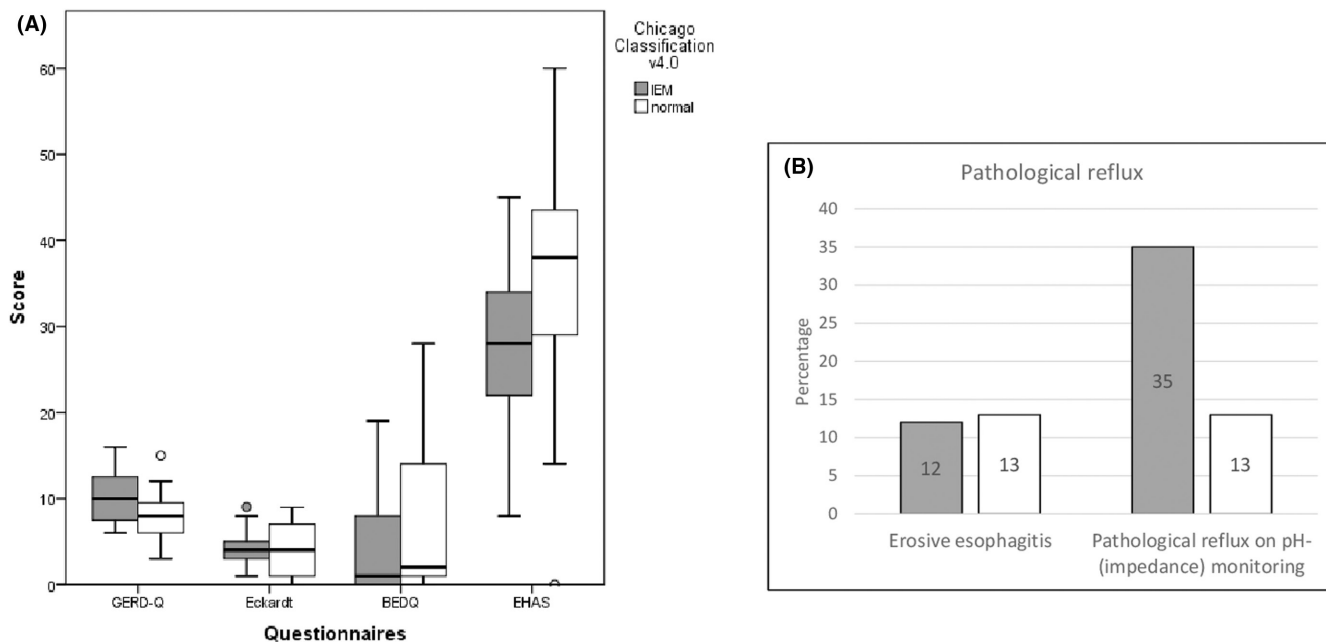 (A)
Chicago
Classification
v4.0
IEM
normal
60
50
40
30
20
10
0
Score
GERD-Q
Eckardt
BEDQ
EHAS
Questionnaires
(B)
Pathological reflux
40
35
30
25
20
15
10
5
0
Percentage
12
13
35
13
Erosive esophagitis
Pathological reflux on pH-
(impedance) monitoring